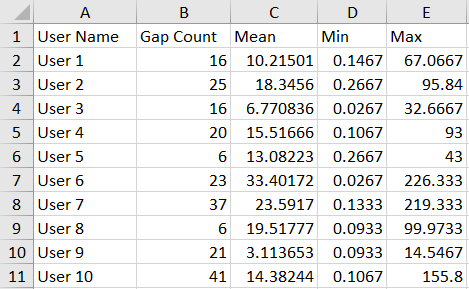 A B C D E
1 User Name Gap Count Mean Min Max
2 User 1 16 10.21501 0.1467 67.0667
3 User 2 25 18.3456 0.2667 95.84
4 User 3 16 6.770836 0.0267 32.6667
5 User 4 20 15.51666 0.1067 93
6 User 5 6 13.08223 0.2667 43
7 User 6 23 33.40172 0.0267 226.333
8 User 7 37 23.5917 0.1333 219.333
9 User 8 6 19.51777 0.0933 99.9733
10 User 9 21 3.113653 0.0933 14.5467
11 User 10 41 14.38244 0.1067 155.8